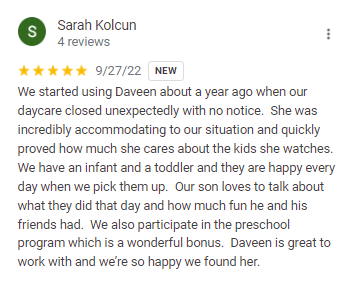 S
Sarah Kolcun
4 reviews
9/27/22 NEW
We started using Daveen about a year ago when our
daycare closed unexpectedly with no notice.  She was
incredibly accommodating to our situation and quickly
proved how much she cares about the kids she watches.
We have an infant and a toddler and they are happy every
day when we pick them up.  Our son loves to talk about
what they did that day and how much fun he and his
friends had.  We also participate in the preschool
program which is a wonderful bonus.  Daveen is great to
work with and we’re so happy we found her.